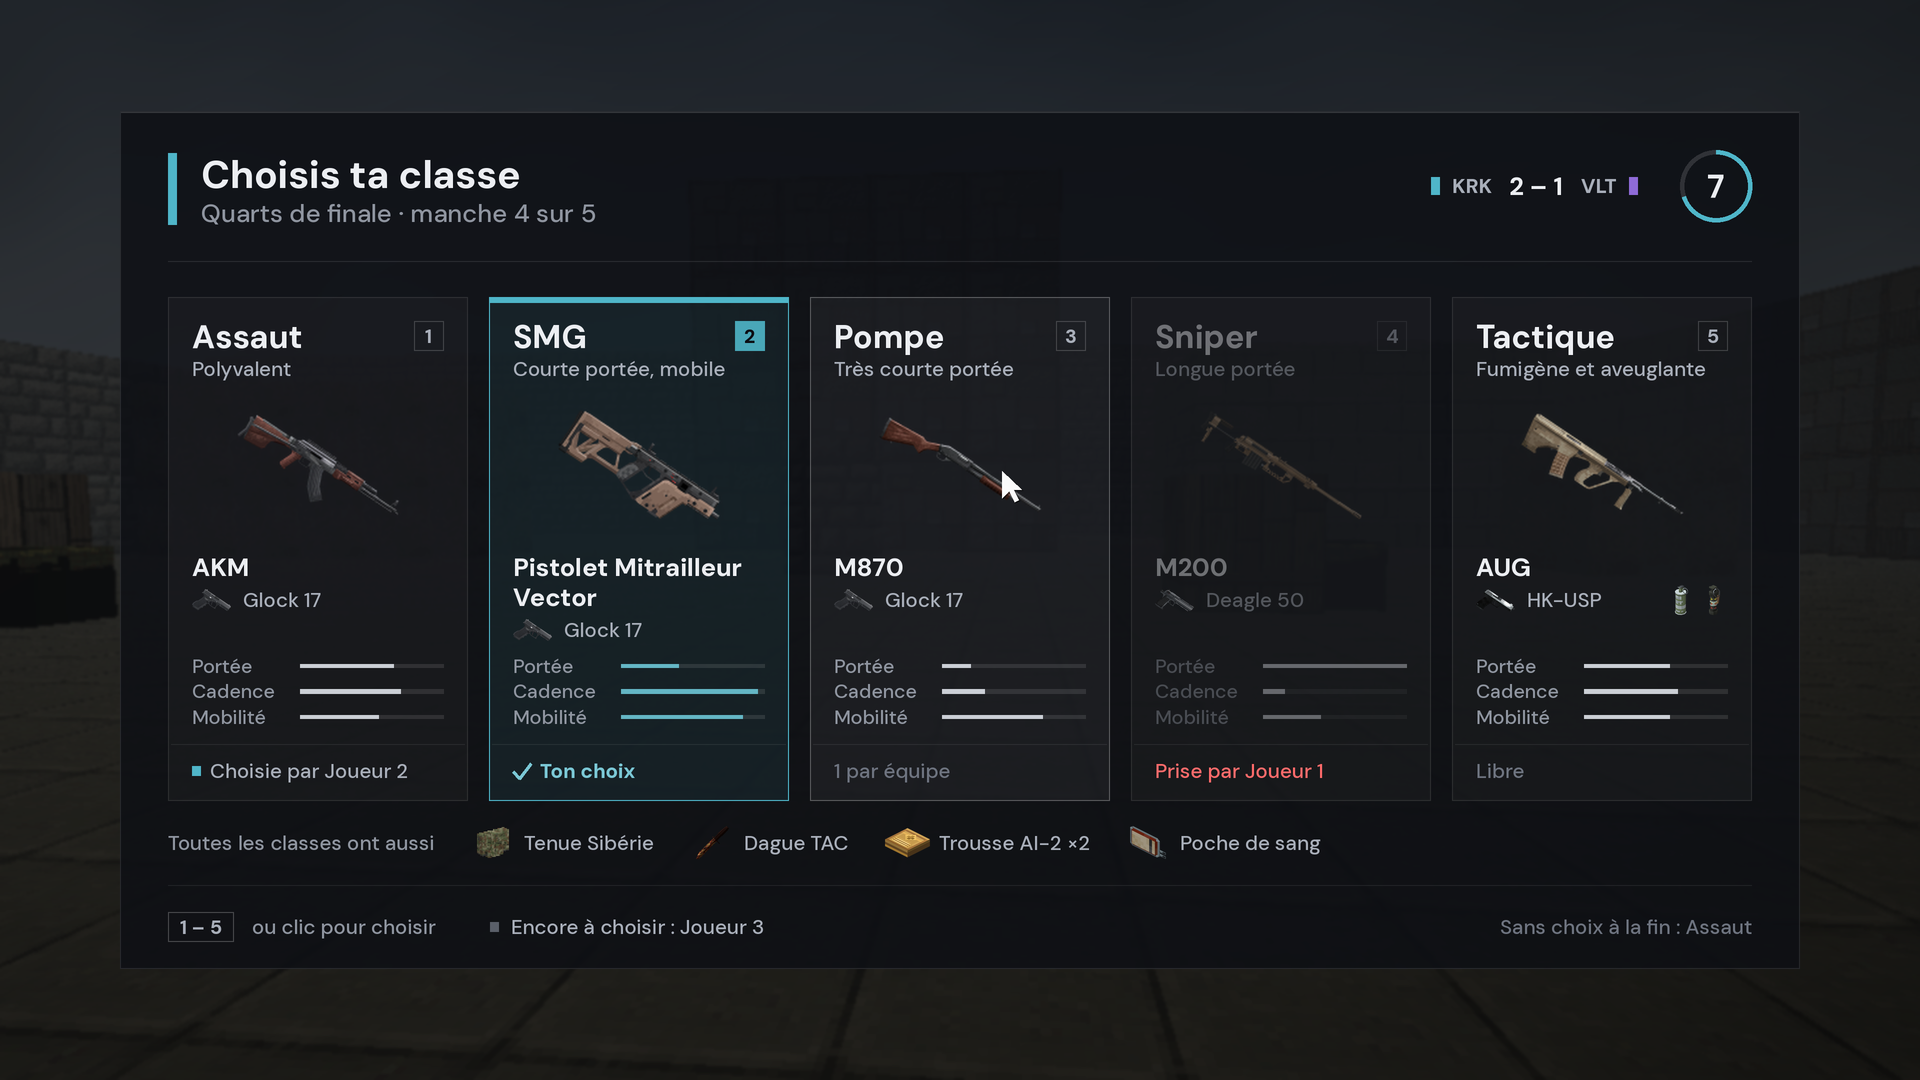 Choisis ta classe
Quarts de finale · manche 4 sur 5
KRK 2 – 1 VLT
7
Assaut 1
Polyvalent
AKM
Glock 17
Portée
Cadence
Mobilité
Choisie par Joueur 2
SMG 2
Courte portée, mobile
Pistolet Mitrailleur
Vector
Glock 17
Portée
Cadence
Mobilité
Ton choix
Pompe 3
Très courte portée
M870
Glock 17
Portée
Cadence
Mobilité
1 par équipe
Sniper 4
Longue portée
M200
Deagle 50
Portée
Cadence
Mobilité
Prise par Joueur 1
Tactique 5
Fumigène et aveuglante
AUG
HK-USP
Portée
Cadence
Mobilité
Libre
Toutes les classes ont aussi Tenue Sibérie Dague TAC Trousse AI-2 ×2 Poche de sang
1 – 5 ou clic pour choisir Encore à choisir : Joueur 3 Sans choix à la fin : Assaut